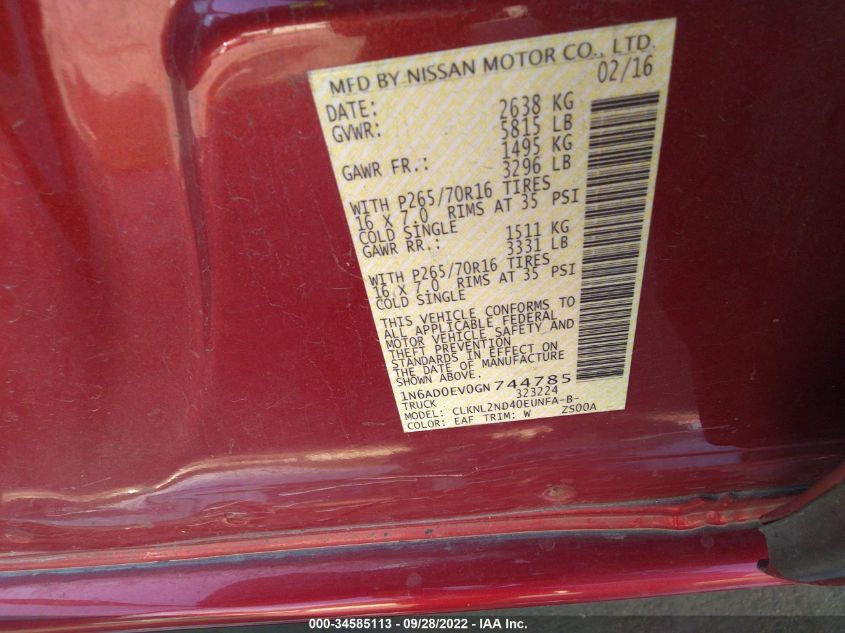 MFD BY NISSAN MOTOR CO., LTD.
DATE: 02/16
GVWR: 2638 KG
5815 LB
GAWR FR.: 1495 KG
3296 LB
WITH P265/70R16 TIRES
16 X 7.0 RIMS AT 35 PSI
COLD SINGLE
GAWR RR.: 1511 KG
3331 LB
WITH P265/70R16 TIRES
16 X 7.0 RIMS AT 35 PSI
COLD SINGLE
THIS VEHICLE CONFORMS TO
ALL APPLICABLE FEDERAL
MOTOR VEHICLE SAFETY AND
THEFT PREVENTION
STANDARDS IN EFFECT ON
THE DATE OF MANUFACTURE
SHOWN ABOVE.
1N6AD0EV0GN744785
TRUCK 323224
MODEL: CLKNL2ND40EUNFA-B-
COLOR: EAF TRIM: W ZS00A
000-34585113 - 09/28/2022 - IAA Inc.